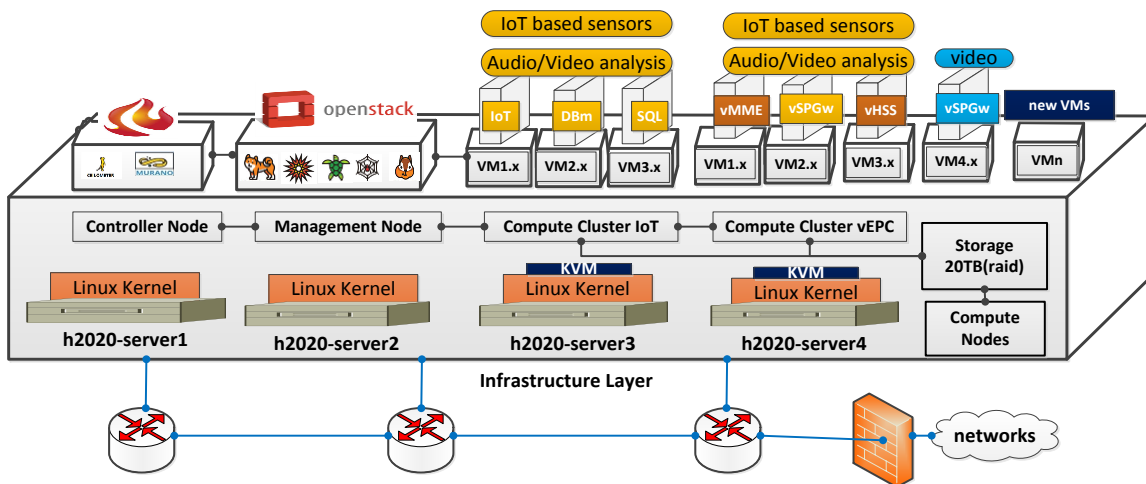 IoT based sensors
IoT based sensors
Audio/Video analysis
Audio/Video analysis
video
openstack
IoT
DBm
SQL
vMME
vSPGw
vHSS
vSPGw
new VMs
MURANO
VM1.x
VM2.x
VM3.x
VM1.x
VM2.x
VM3.x
VM4.x
VMn
Controller Node
Management Node
Compute Cluster IoT
Compute Cluster vEPC
Storage
20TB(raid)
KVM
KVM
Linux Kernel
Linux Kernel
Linux Kernel
Linux Kernel
Compute
Nodes
h2020-server1
h2020-server2
h2020-server3
h2020-server4
Infrastructure Layer
networks